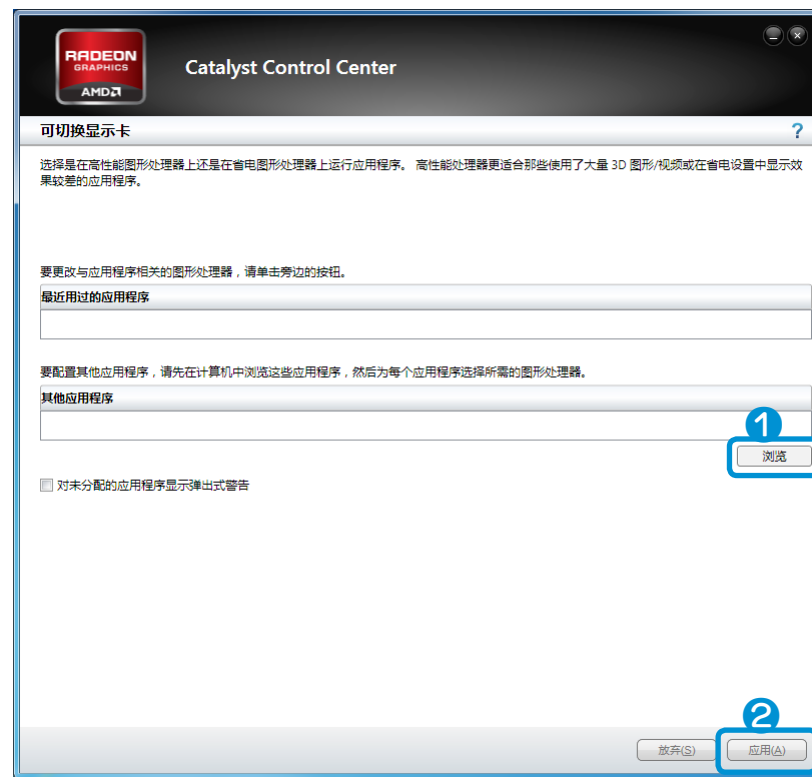 RADEON
GRAPHICS
AMD
Catalyst Control Center
可切换显示卡
?
选择是在高性能图形处理器上还是在省电图形处理器上运行应用程序。 高性能处理器更适合那些使用了大量 3D 图形/视频或在省电设置中显示效
果较差的应用程序。
要更改与应用程序相关的图形处理器，请单击旁边的按钮。
最近用过的应用程序
要配置其他应用程序，请先在计算机中浏览这些应用程序，然后为每个应用程序选择所需的图形处理器。
其他应用程序
1
浏览
对未分配的应用程序显示弹出式警告
2
放弃(S)
应用(A)